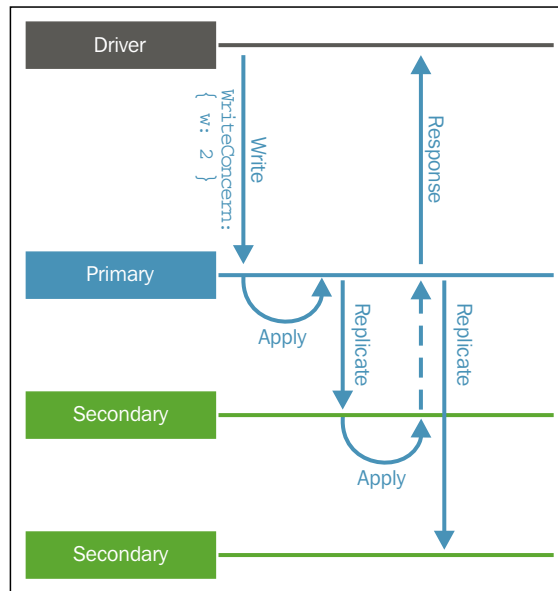 Driver
Write
WriteConcern:
{ w: 2 }
Response
Primary
Apply
Replicate
Replicate
Secondary
Apply
Secondary